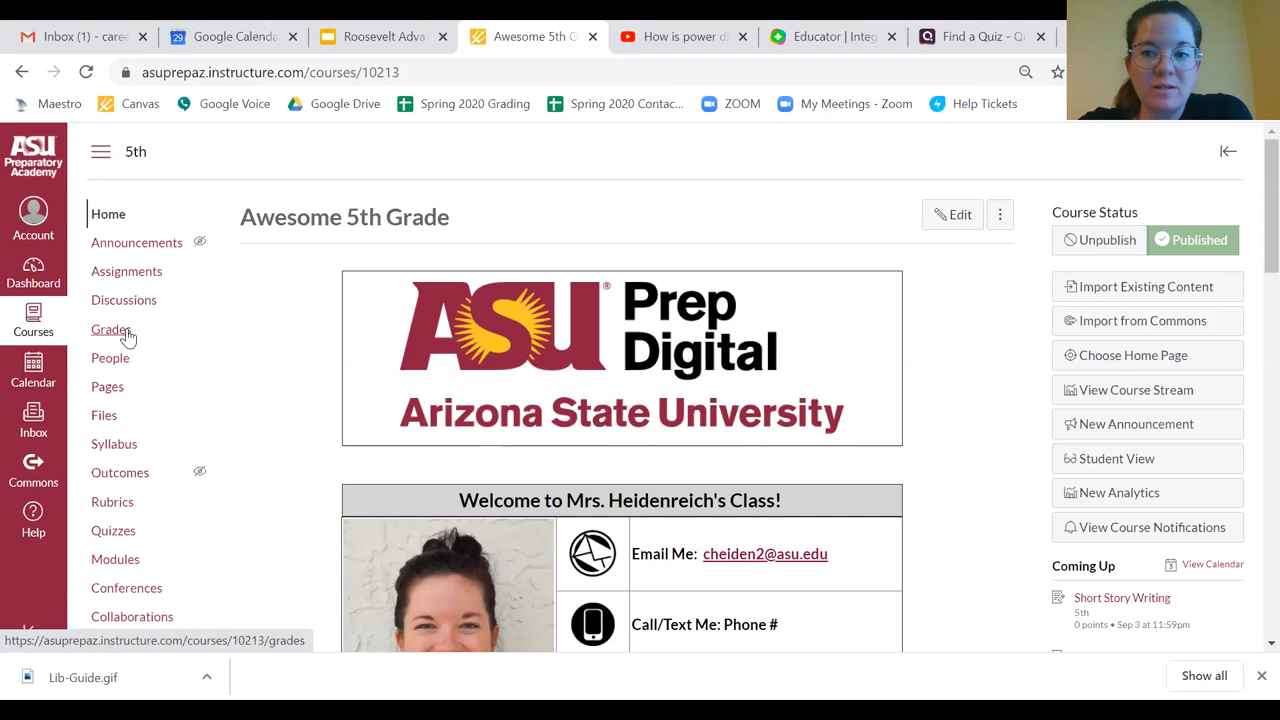 Inbox (1) - caree
Google Calenda
Roosevelt Adva
Awesome 5th G
How is power di
Educator | Integ
Find a Quiz - Qu
asuprepaz.instructure.com/courses/10213
Maestro
Canvas
Google Voice
Google Drive
Spring 2020 Grading
Spring 2020 Contac...
ZOOM
My Meetings - Zoom
Help Tickets
ASU
Preparatory
Academy
Account
Dashboard
Courses
Calendar
Inbox
Commons
Help
5th
Home
Announcements
Assignments
Discussions
Grades
People
Pages
Files
Syllabus
Outcomes
Rubrics
Quizzes
Modules
Conferences
Collaborations
Awesome 5th Grade
Edit
ASU® Prep
Digital
Arizona State University
Welcome to Mrs. Heidenreich's Class!
Email Me: cheiden2@asu.edu
Call/Text Me: Phone #
Course Status
Unpublish
Published
Import Existing Content
Import from Commons
Choose Home Page
View Course Stream
New Announcement
Student View
New Analytics
View Course Notifications
Coming Up
View Calendar
Short Story Writing
5th
0 points • Sep 3 at 11:59pm
https://asuprepaz.instructure.com/courses/10213/grades
Lib-Guide.gif
Show all